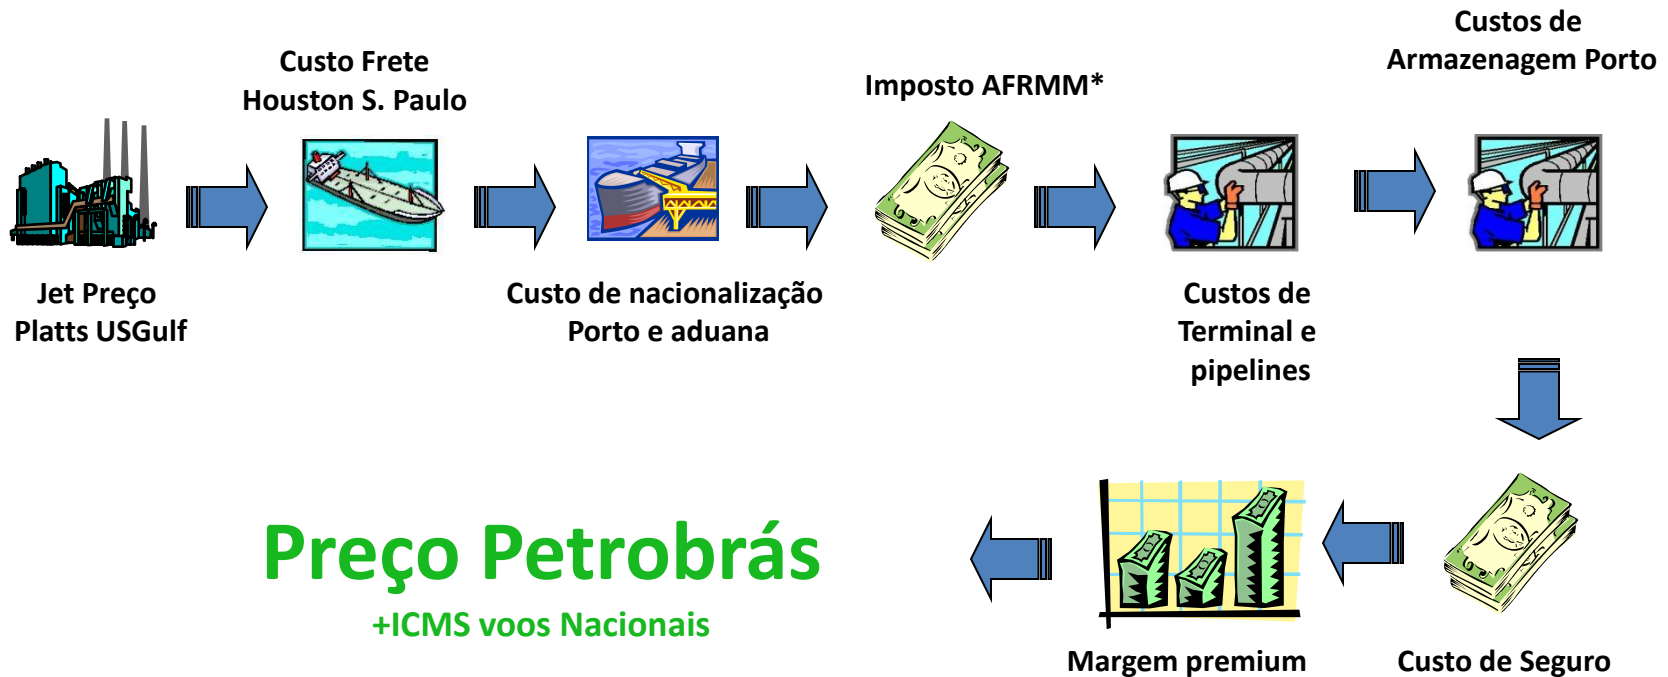 Custo Frete
Houston S. Paulo
Imposto AFRMM*
Custos de
Armazenagem Porto
Jet Preço
Platts USGulf
Custo de nacionalização
Porto e aduana
Custos de
Terminal e
pipelines
Preço Petrobrás
+ICMS voos Nacionais
Margem premium
Custo de Seguro